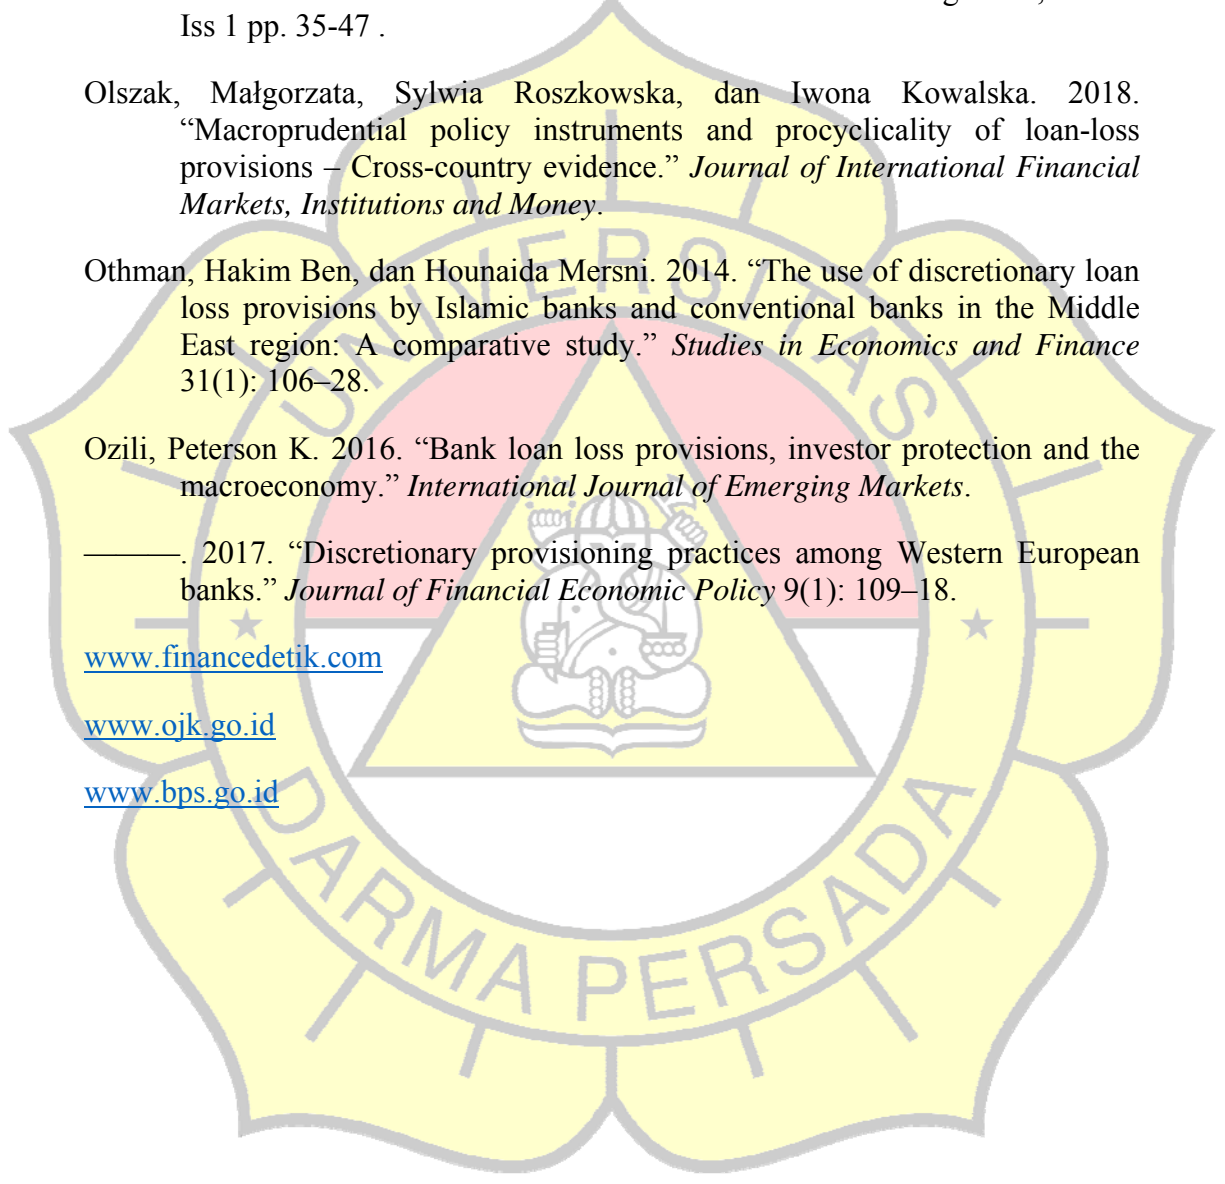 Iss 1 pp. 35-47 .
Olszak, Małgorzata, Sylwia Roszkowska, dan Iwona Kowalska. 2018.
“Macroprudential policy instruments and procyclicality of loan-loss
provisions – Cross-country evidence.” Journal of International Financial
Markets, Institutions and Money.
Othman, Hakim Ben, dan Hounaida Mersni. 2014. “The use of discretionary loan
loss provisions by Islamic banks and conventional banks in the Middle
East region: A comparative study.” Studies in Economics and Finance
31(1): 106–28.
Ozili, Peterson K. 2016. “Bank loan loss provisions, investor protection and the
macroeconomy.” International Journal of Emerging Markets.
———. 2017. “Discretionary provisioning practices among Western European
banks.” Journal of Financial Economic Policy 9(1): 109–18.
www.financedetik.com
www.ojk.go.id
www.bps.go.id
UNIVERSITAS
DARMA PERSADA